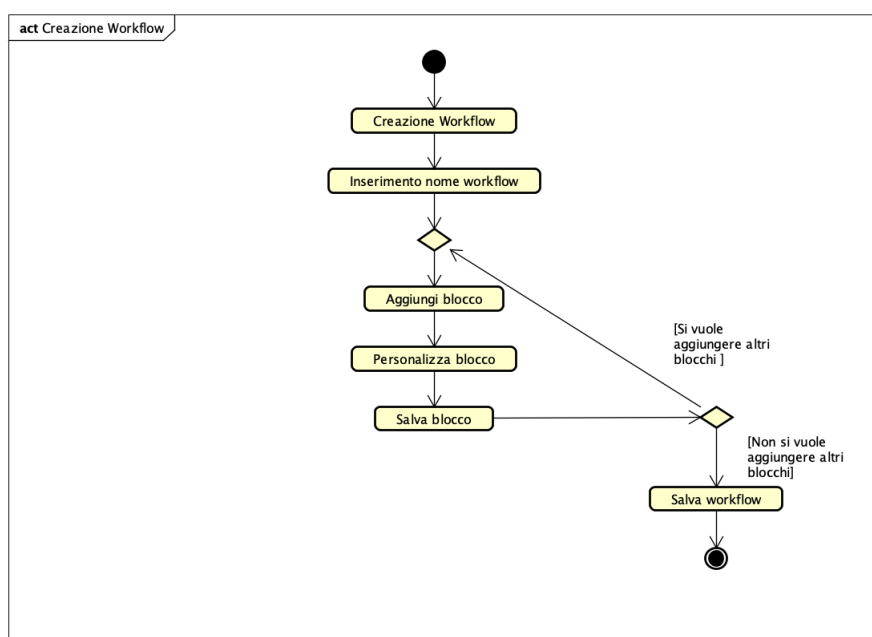 act Creazione Workflow
Creazione Workflow
Inserimento nome workflow
Aggiungi blocco
[Si vuole
aggiungere altri
blocchi ]
Personalizza blocco
Salva blocco
[Non si vuole
aggiungere altri
blocchi]
Salva workflow